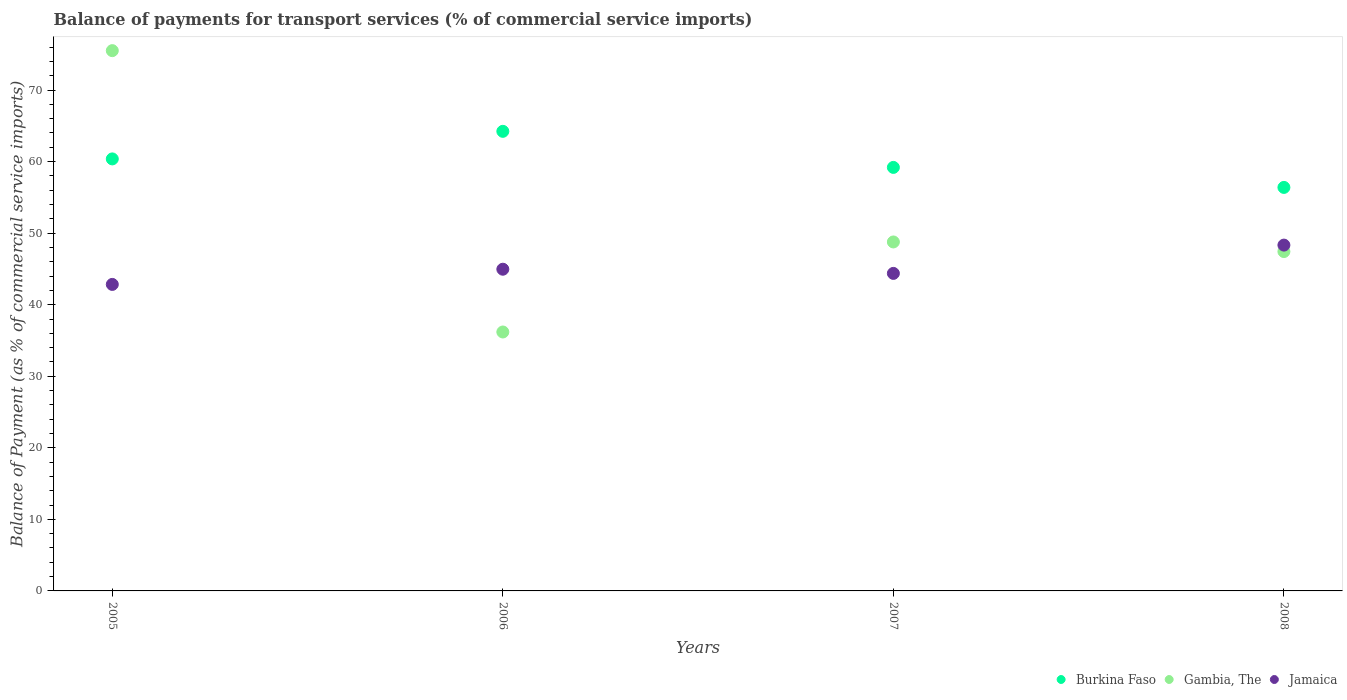 Balance of payments for transport services (% of commercial service imports)
Balance of Payment (as % of commercial service imports)
70
60
50
40
30
20
10
0
2005
2006
2007
2008
Years
Burkina Faso
Gambia, The
Jamaica